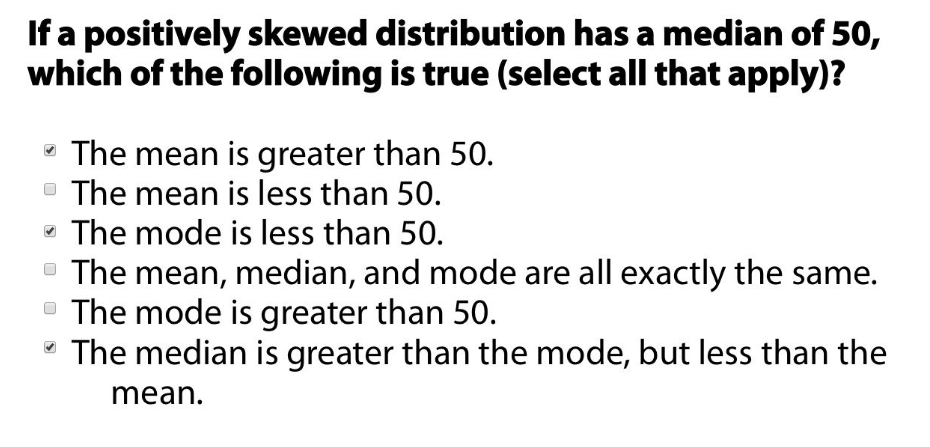 If a positively skewed distribution has a median of 50,
which of the following is true (select all that apply)?
The mean is greater than 50.
The mean is less than 50.
The mode is less than 50.
The mean, median, and mode are all exactly the same.
The mode is greater than 50.
The median is greater than the mode, but less than the
mean.